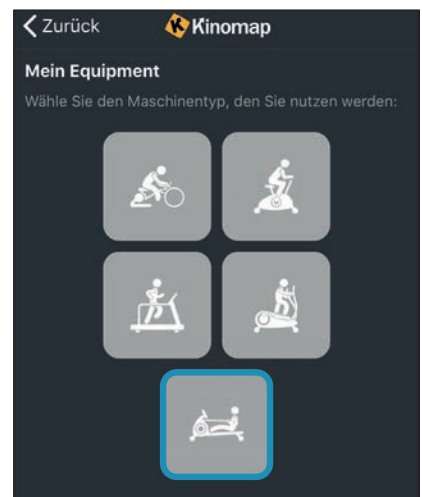 Zurück
Kinomap
Mein Equipment
Wähle Sie den Maschinentyp, den Sie nutzen werden: